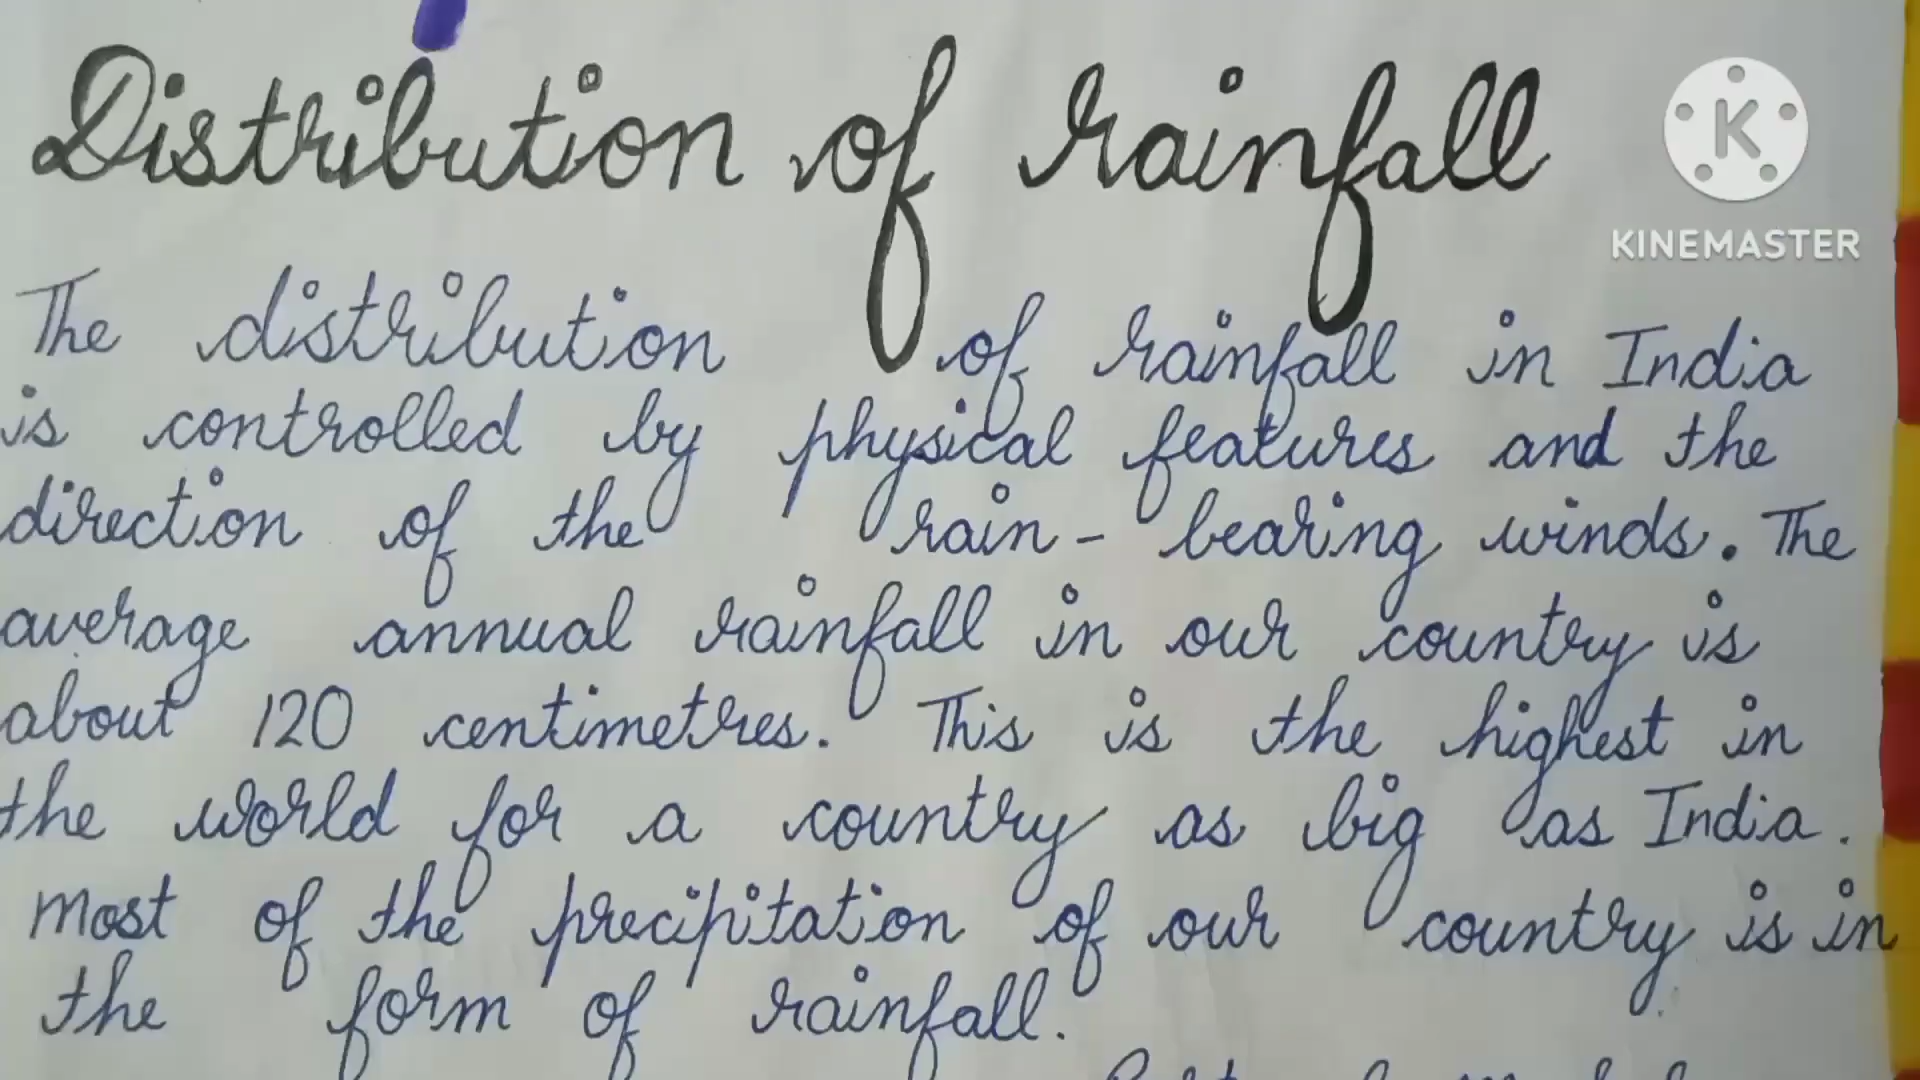 Distribution of rainfall
K
KINEMASTER
The distribution of rainfall in India
is controlled by physical features and the
direction of the rain - bearing winds. The
average annual rainfall in our country is
about 120 centimetres. This is the highest in
the world for a country as big as India.
Most of the precipitation of our country is in
the form of rainfall.